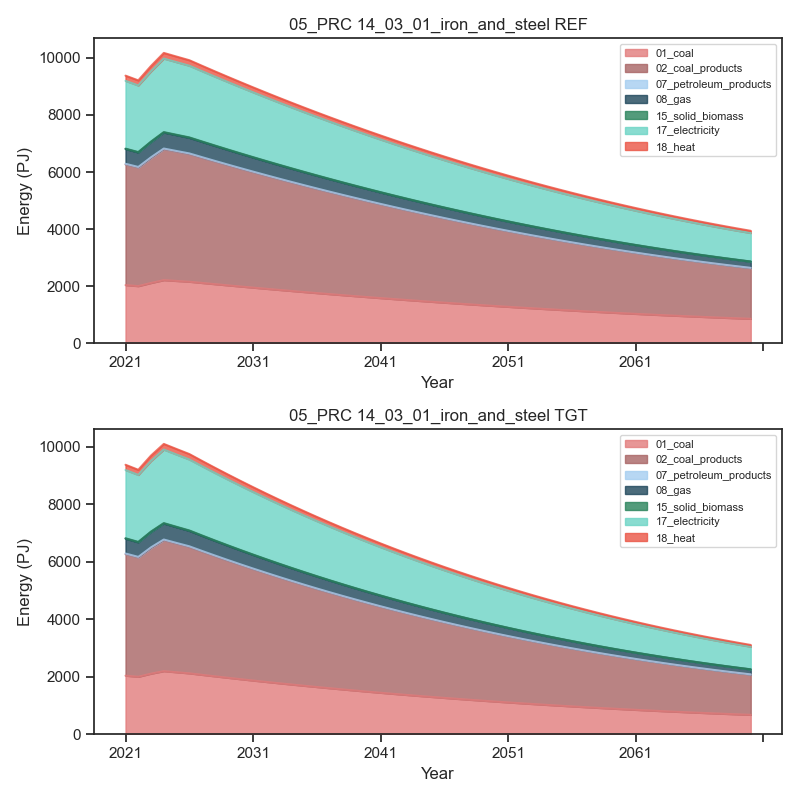 05_PRC 14_03_01_iron_and_steel REF
10000
8000
6000
4000
2000
0
Energy (PJ)
01_coal
02_coal_products
07_petroleum_products
08_gas
15_solid_biomass
17_electricity
18_heat
2021
2031
2041
2051
2061
Year
05_PRC 14_03_01_iron_and_steel TGT
10000
8000
6000
4000
2000
0
Energy (PJ)
01_coal
02_coal_products
07_petroleum_products
08_gas
15_solid_biomass
17_electricity
18_heat
2021
2031
2041
2051
2061
Year